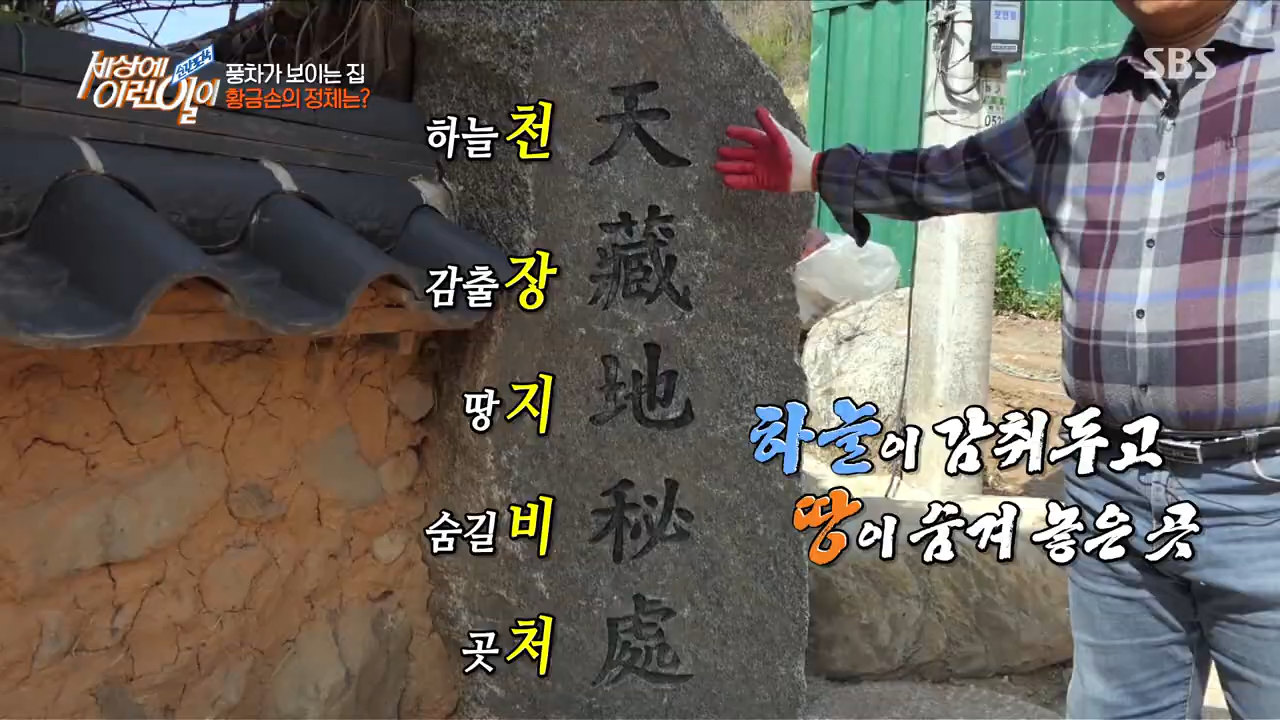 세상에
이런일이
순간포착
풍차가 보이는 집
황금손의 정체는?
SBS
하늘 천
감출 장
땅 지
숨길 비
곳 처
天
藏
地
秘
處
하늘이 감춰두고
땅이 숨겨 놓은 곳